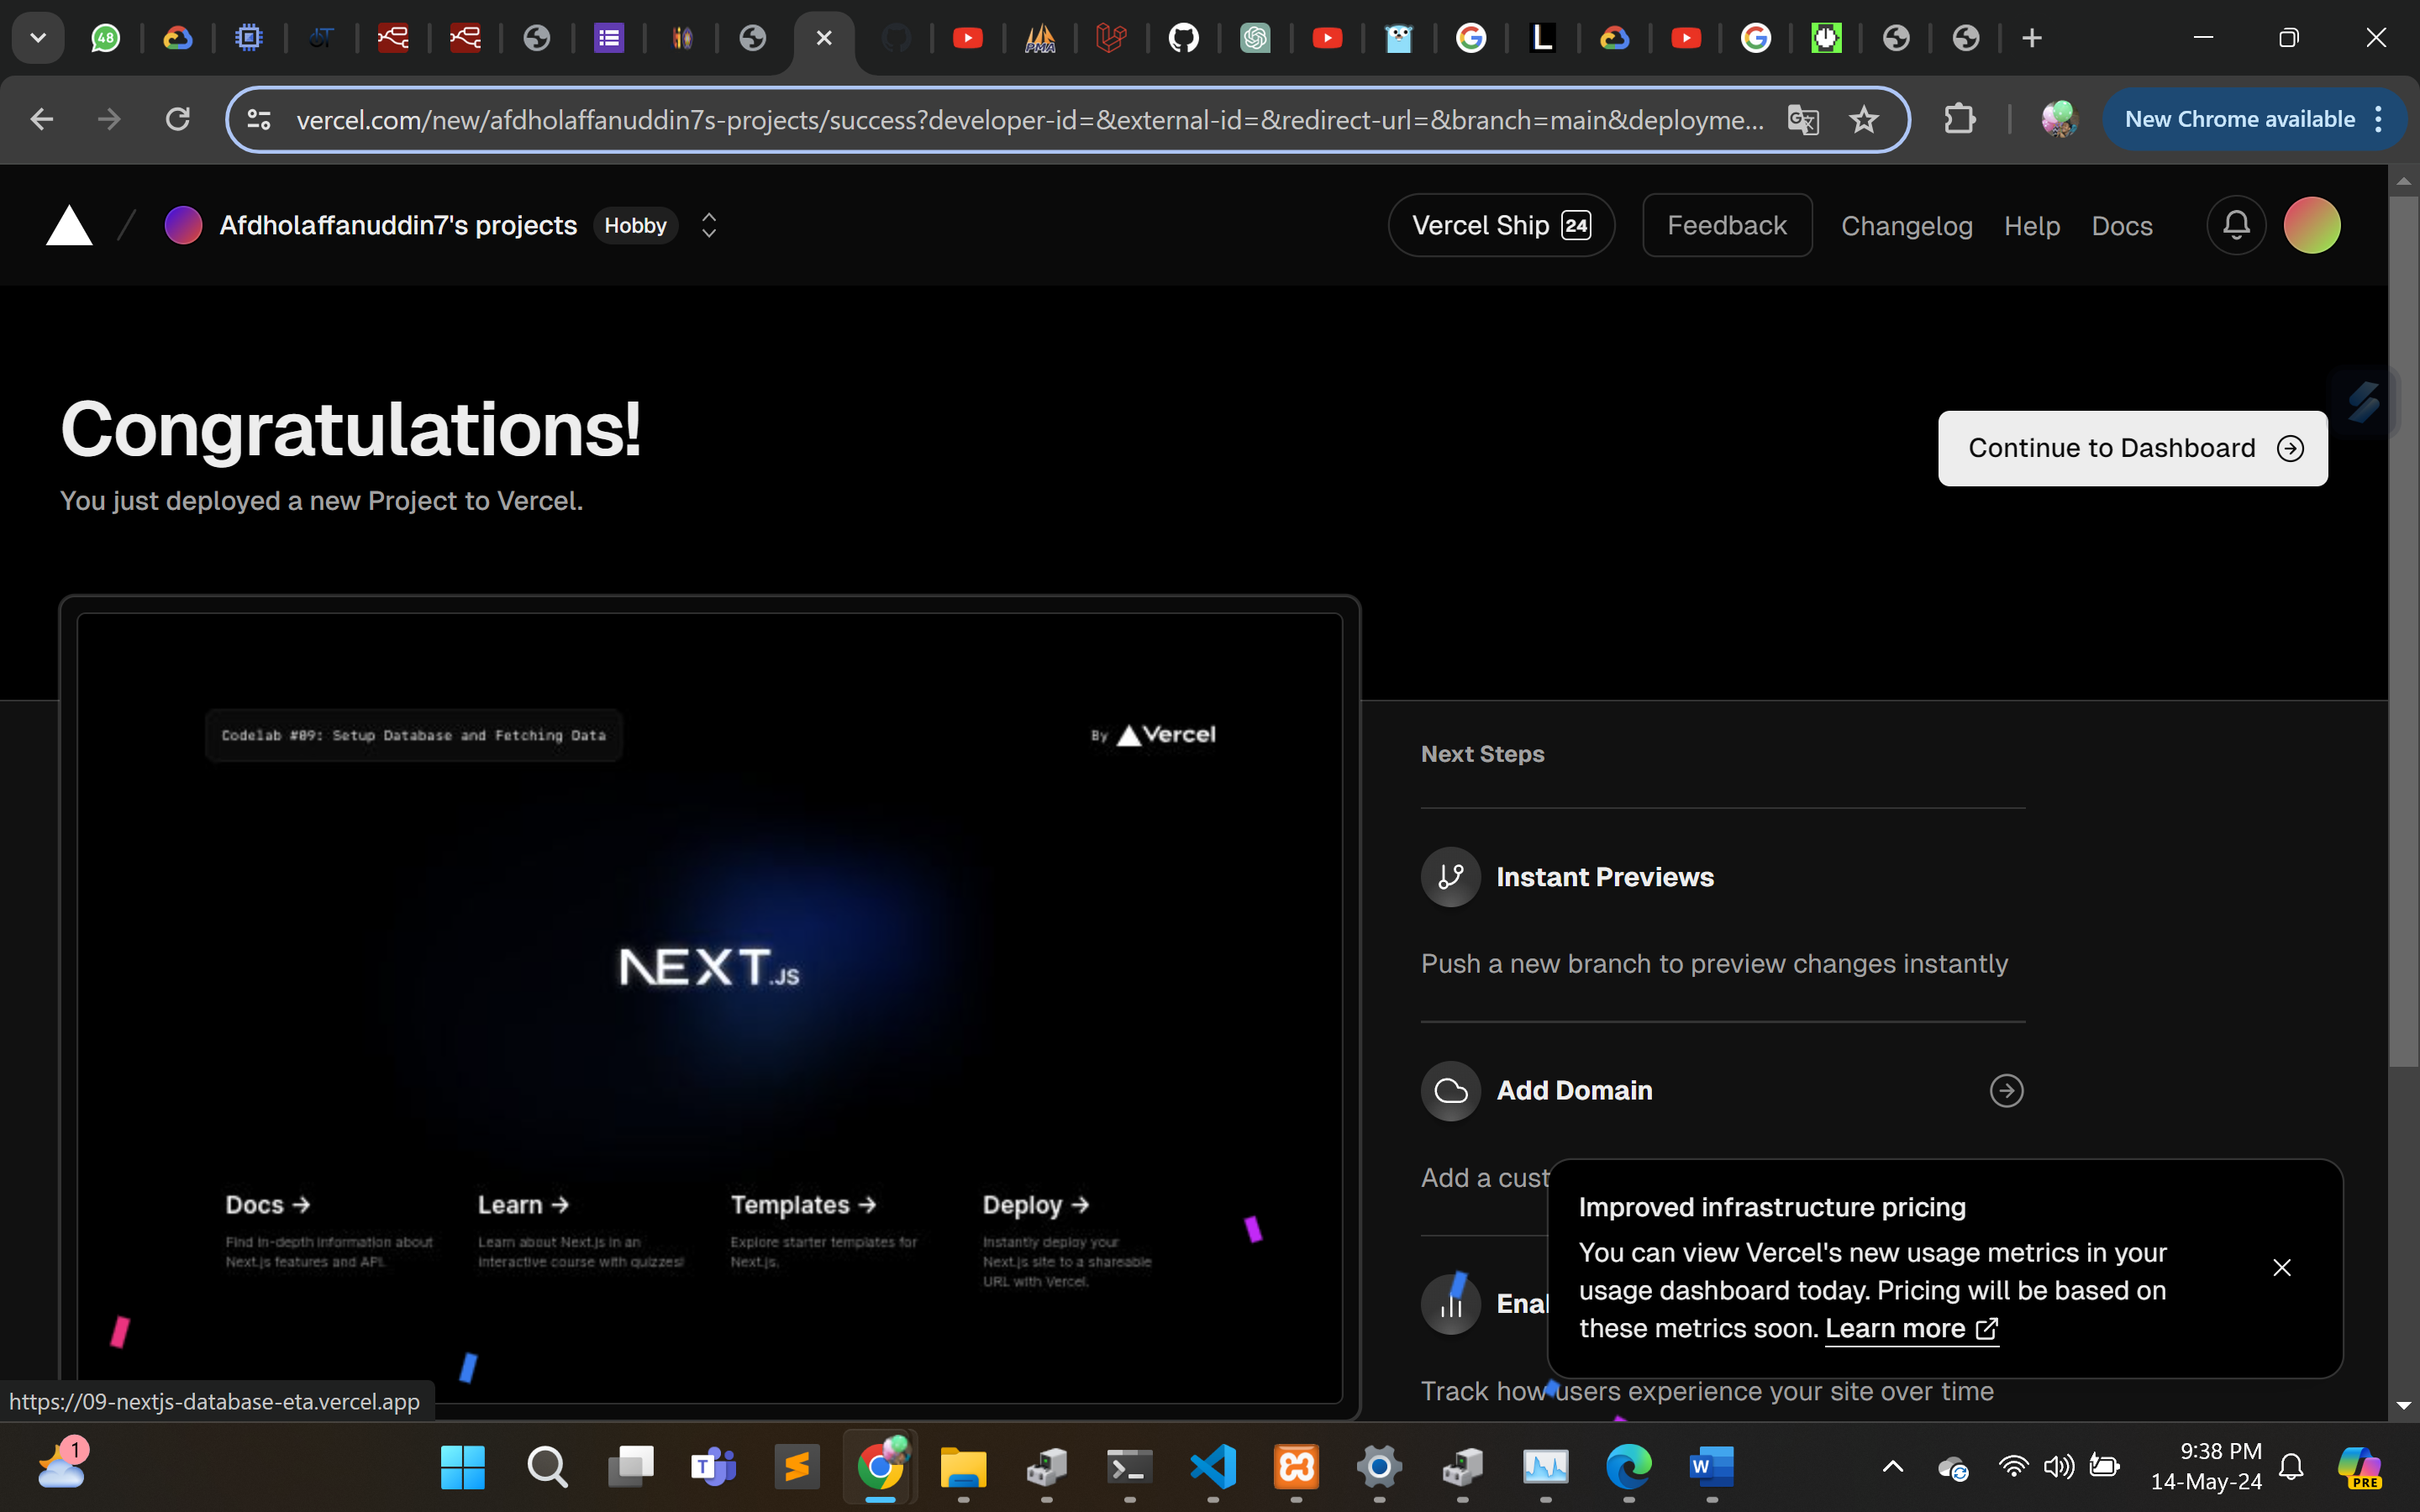 48
vercel.com/new/afdholaffanuddin7s-projects/success?developer-id=&external-id=&redirect-url=&branch=main&deployme...
New Chrome available
Afdholaffanuddin7's projects
Hobby
Vercel Ship 24
Feedback
Changelog
Help
Docs
Congratulations!
You just deployed a new Project to Vercel.
Continue to Dashboard
Codelab #09: Setup Database and Fetching Data
By Vercel
NEXT.JS
Docs →
Find in-depth information about
Next.js features and API.
Learn →
Learn about Next.js in an
interactive course with quizzes!
Templates →
Explore starter templates for
Next.js.
Deploy →
Instantly deploy your
Next.js site to a shareable
URL with Vercel.
Next Steps
Instant Previews
Push a new branch to preview changes instantly
Add Domain
Add a cust
Enal
Track how users experience your site over time
Improved infrastructure pricing
You can view Vercel's new usage metrics in your
usage dashboard today. Pricing will be based on
these metrics soon. Learn more
https://09-nextjs-database-eta.vercel.app
1
9:38 PM
14-May-24
PRE